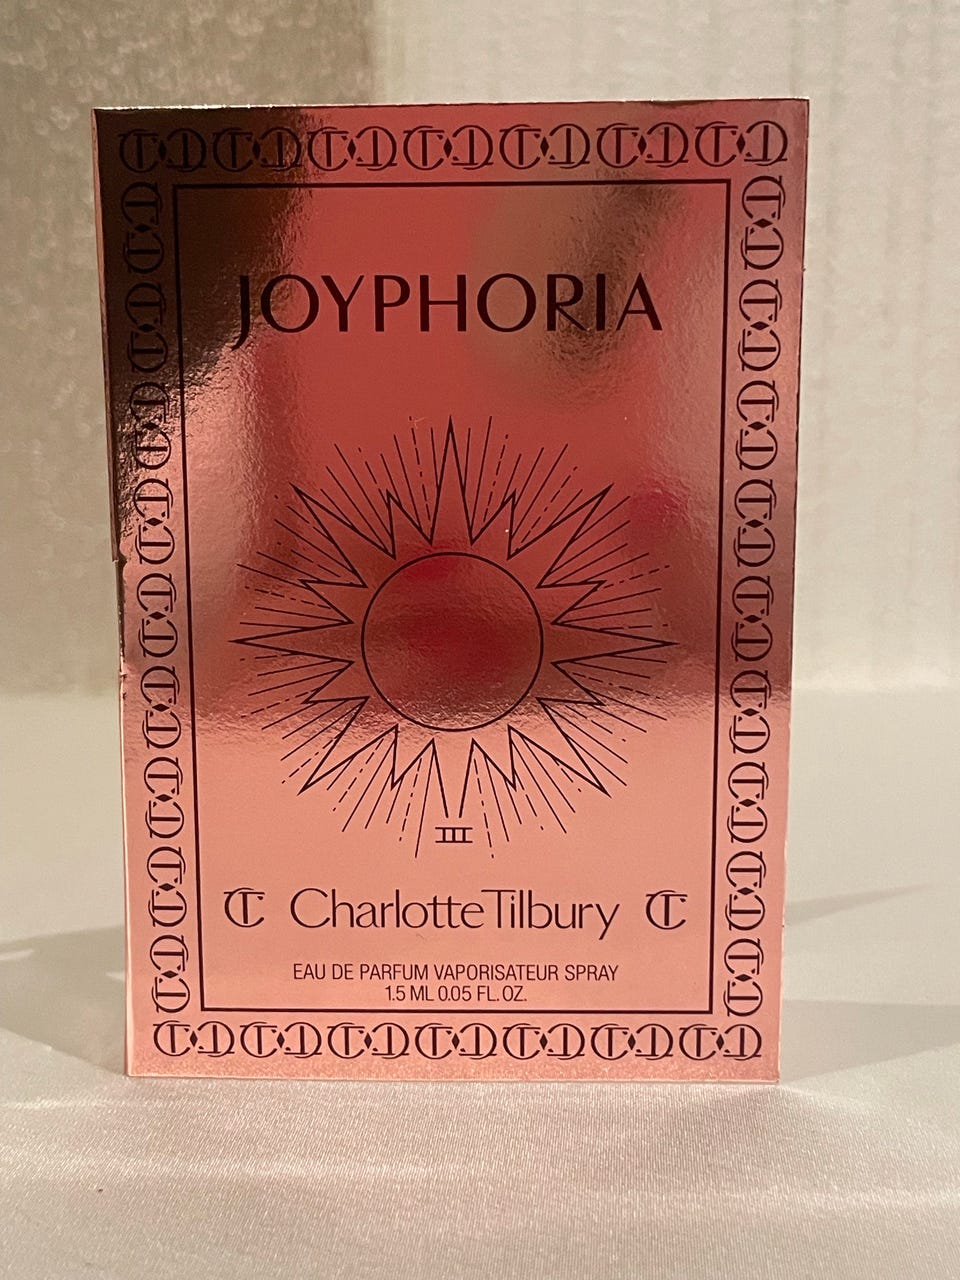 JOYPHORIA
III
CT CharlotteTilbury CT
EAU DE PARFUM VAPORISATEUR SPRAY
1.5 ML 0.05 FL. OZ.